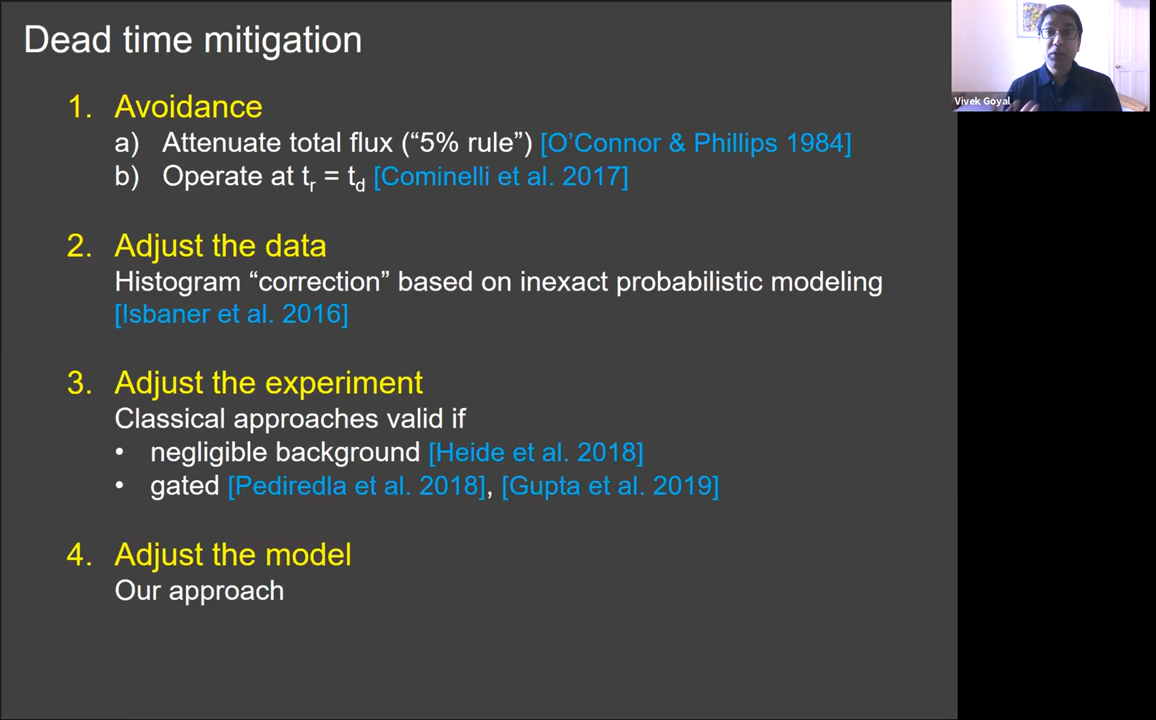 Dead time mitigation
Vivek Goyal
1. Avoidance
a) Attenuate total flux (“5% rule”) [O’Connor & Phillips 1984]
b) Operate at tr = td [Cominelli et al. 2017]
2. Adjust the data
Histogram “correction” based on inexact probabilistic modeling
[Isbaner et al. 2016]
3. Adjust the experiment
Classical approaches valid if
• negligible background [Heide et al. 2018]
• gated [Pediredla et al. 2018], [Gupta et al. 2019]
4. Adjust the model
Our approach